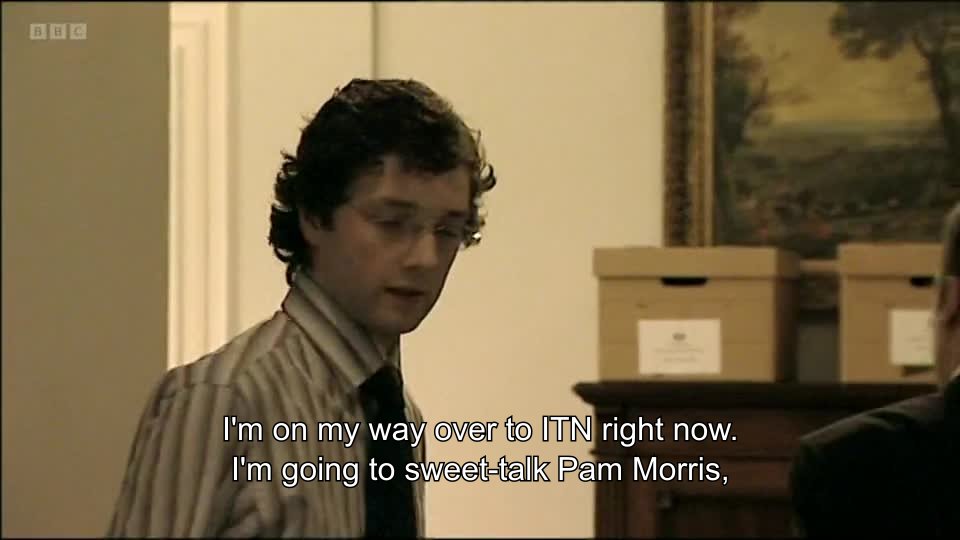 BBC
I'm on my way over to ITN right now.
I'm going to sweet-talk Pam Morris,